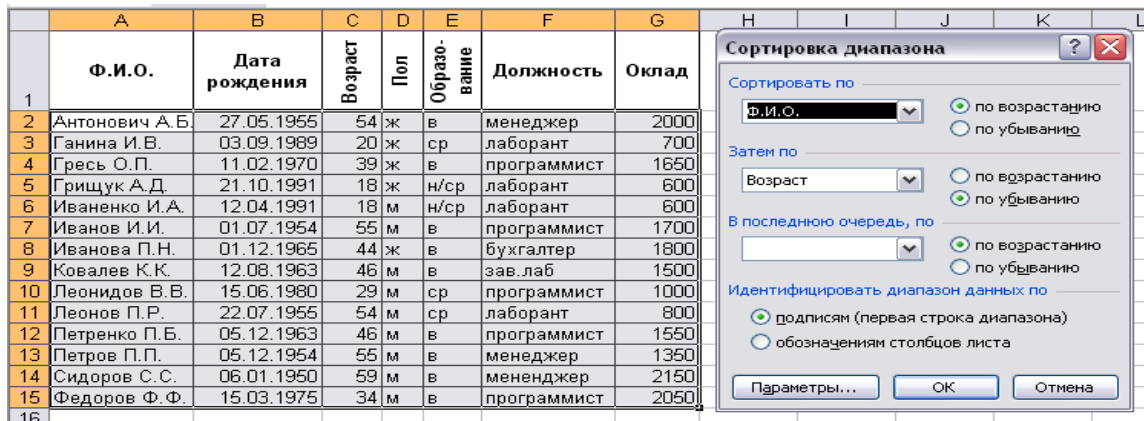 A B C D E F G H I J K L
1 Ф.И.О. Дата рождения Возраст Пол Образо-вание Должность Оклад
2 Антонович А.Б. 27.05.1955 54 ж в менеджер 2000
3 Ганина И.В. 03.09.1989 20 ж ср лаборант 700
4 Гресь О.П. 11.02.1970 39 ж в программист 1650
5 Грищук А.Д. 21.10.1991 18 ж н/ср лаборант 600
6 Иваненко И.А. 12.04.1991 18 м н/ср лаборант 600
7 Иванов И.И. 01.07.1954 55 м в программист 1700
8 Иванова П.Н. 01.12.1965 44 ж в бухгалтер 1800
9 Ковалев К.К. 12.08.1963 46 м в зав.лаб 1500
10 Леонидов В.В. 15.06.1980 29 м ср программист 1000
11 Леонов П.Р. 22.07.1955 54 м ср лаборант 800
12 Петренко П.Б. 05.12.1963 46 м в программист 1550
13 Петров П.П. 05.12.1954 55 м в менеджер 1350
14 Сидоров С.С. 06.01.1950 59 м в мененджер 2150
15 Федоров Ф.Ф. 15.03.1975 34 м в программист 2050
16
Сортировка диапазона
Сортировать по
Ф.И.О. по возрастанию
по убыванию
Затем по
Возраст по возрастанию
по убыванию
В последнюю очередь, по
по возрастанию
по убыванию
Идентифицировать диапазон данных по
подписям (первая строка диапазона)
обозначениям столбцов листа
Параметры... ОК Отмена